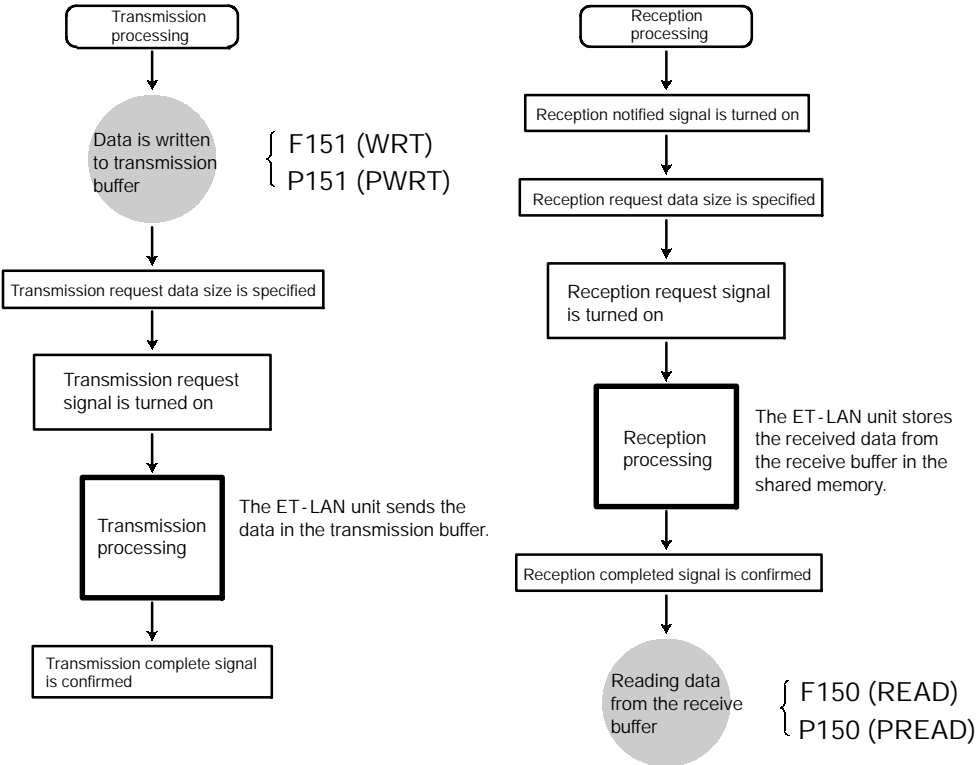 Transmission
processing
Data is written
to transmission
buffer
F151 (WRT)
P151 (PWRT)
Transmission request data size is specified
Transmission request
signal is turned on
Transmission
processing
The ET-LAN unit sends the
data in the transmission buffer.
Transmission complete signal
is confirmed
Reception
processing
Reception notified signal is turned on
Reception request data size is specified
Reception request signal
is turned on
Reception
processing
The ET-LAN unit stores
the received data from
the receive buffer in the
shared memory.
Reception completed signal is confirmed
Reading data
from the receive
buffer
F150 (READ)
P150 (PREAD)